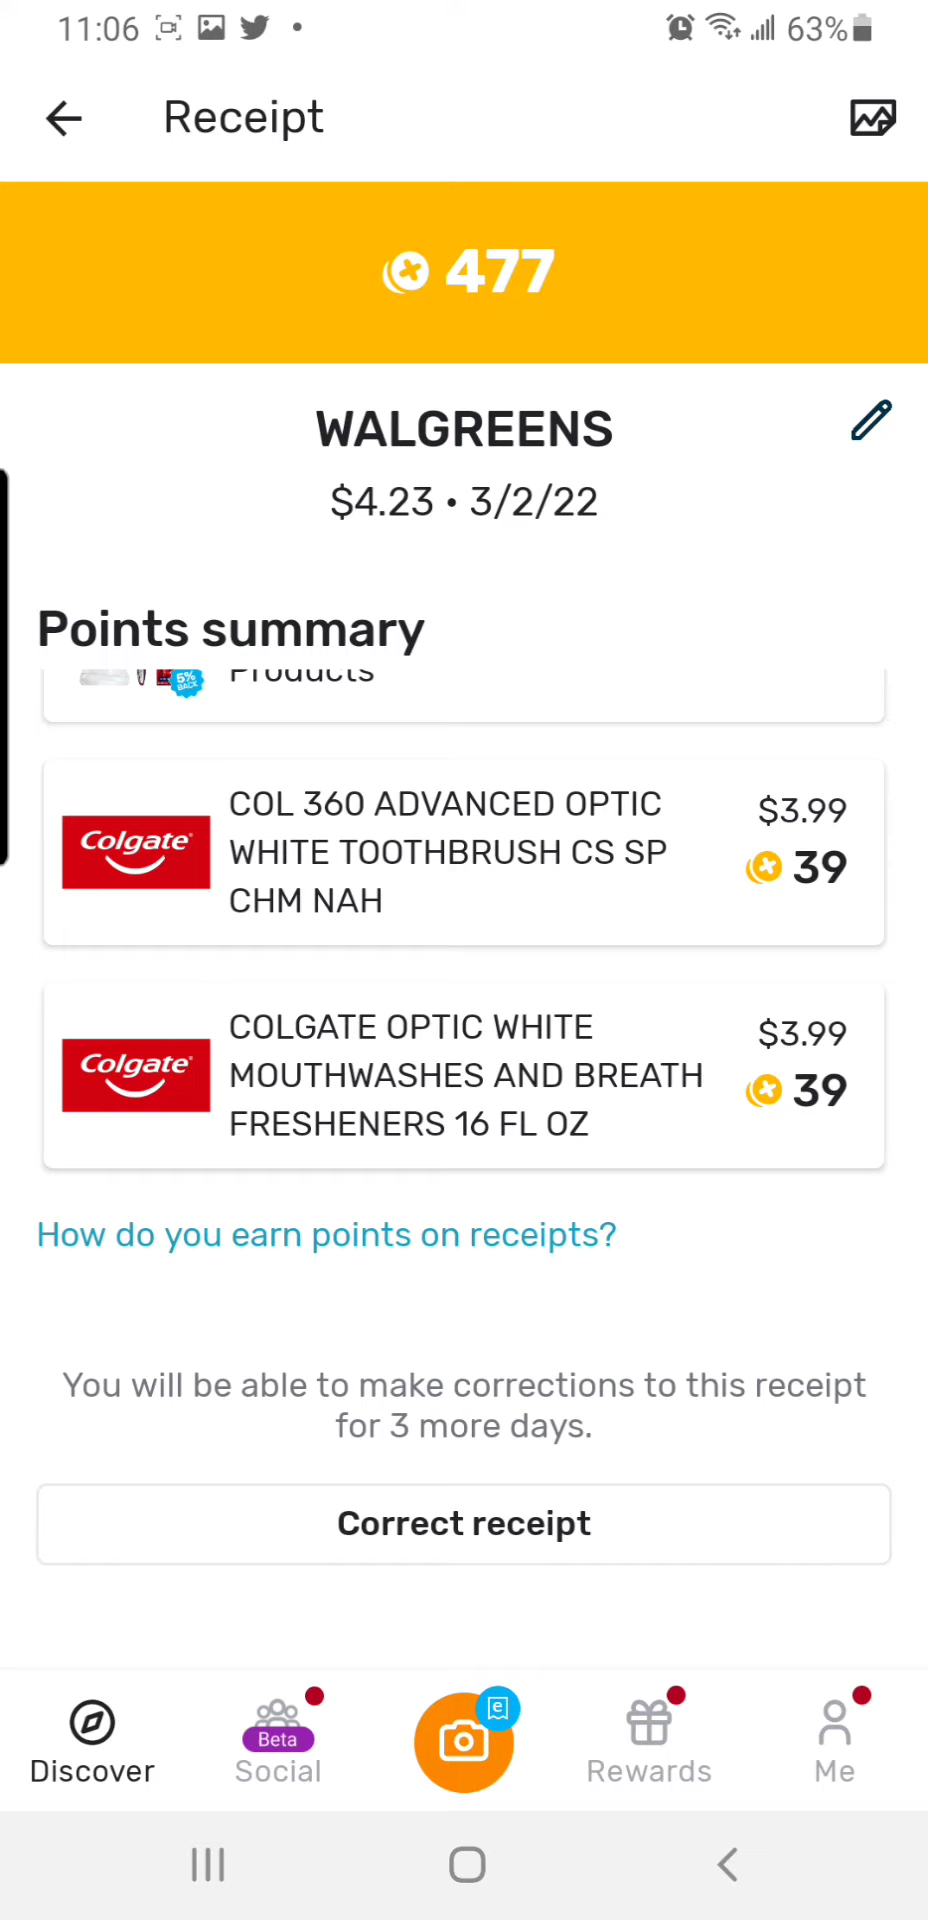 11:06 63%
Receipt
477
WALGREENS
$4.23 • 3/2/22
Points summary
5% BACK
Products
COL 360 ADVANCED OPTIC
WHITE TOOTHBRUSH CS SP
CHM NAH
$3.99
39
Colgate
COLGATE OPTIC WHITE
MOUTHWASHES AND BREATH
FRESHENERS 16 FL OZ
$3.99
39
Colgate
How do you earn points on receipts?
You will be able to make corrections to this receipt
for 3 more days.
Correct receipt
e
Beta
Discover Social Rewards Me